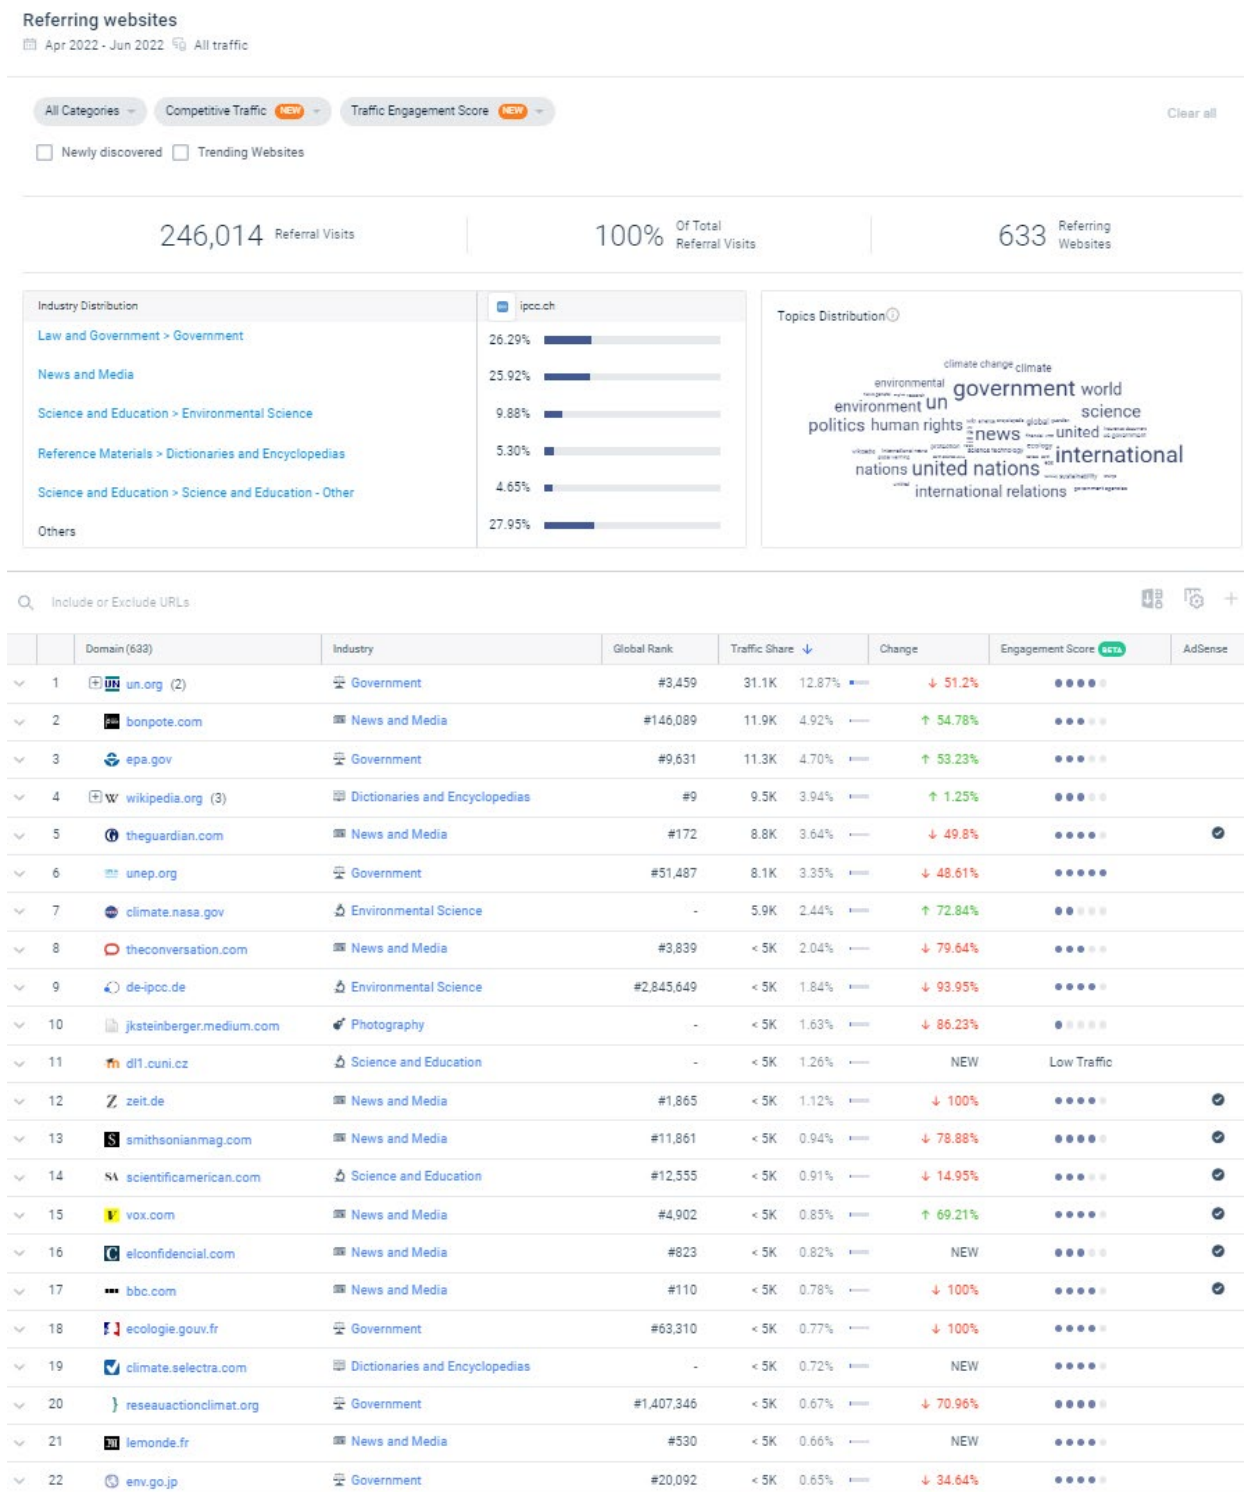 Referring websites
Apr 2022 - Jun 2022 All traffic
All Categories Competitive Traffic NEW Traffic Engagement Score NEW Clear all
Newly discovered Trending Websites
246,014 Referral Visits 100% Of Total Referral Visits 633 Referring Websites
Industry Distribution ipcc.ch
Law and Government > Government 26.29%
News and Media 25.92%
Science and Education > Environmental Science 9.88%
Reference Materials > Dictionaries and Encyclopedias 5.30%
Science and Education > Science and Education - Other 4.65%
Others 27.95%
Topics Distribution
climate change climate
environmental government world
environment un science
politics human rights global
news united
ecology
nations united nations international
sustainability
international relations
Include or Exclude URLs
Domain (633) Industry Global Rank Traffic Share Change Engagement Score BETA AdSense
1 un.org (2) Government #3,459 31.1K 12.87% ↓ 51.2%
2 bonpote.com News and Media #146,089 11.9K 4.92% ↑ 54.78%
3 epa.gov Government #9,631 11.3K 4.70% ↑ 53.23%
4 W wikipedia.org (3) Dictionaries and Encyclopedias #9 9.5K 3.94% ↑ 1.25%
5 theguardian.com News and Media #172 8.8K 3.64% ↓ 49.8%
6 unep.org Government #51,487 8.1K 3.35% ↓ 48.61%
7 climate.nasa.gov Environmental Science - 5.9K 2.44% ↑ 72.84%
8 theconversation.com News and Media #3,839 < 5K 2.04% ↓ 79.64%
9 de-ipcc.de Environmental Science #2,845,649 < 5K 1.84% ↓ 93.95%
10 jksteinberger.medium.com Photography - < 5K 1.63% ↓ 86.23%
11 dl1.cuni.cz Science and Education - < 5K 1.26% NEW Low Traffic
12 Z zeit.de News and Media #1,865 < 5K 1.12% ↓ 100%
13 S smithsonianmag.com News and Media #11,861 < 5K 0.94% ↓ 78.88%
14 SA scientificamerican.com Science and Education #12,555 < 5K 0.91% ↓ 14.95%
15 V vox.com News and Media #4,902 < 5K 0.85% ↑ 69.21%
16 C elconfidencial.com News and Media #823 < 5K 0.82% NEW
17 bbc.com News and Media #110 < 5K 0.78% ↓ 100%
18 ecologie.gouv.fr Government #63,310 < 5K 0.77% ↓ 100%
19 climate.selectra.com Dictionaries and Encyclopedias - < 5K 0.72% NEW
20 reseauactionclimat.org Government #1,407,346 < 5K 0.67% ↓ 70.96%
21 lemonde.fr News and Media #530 < 5K 0.66% NEW
22 env.go.jp Government #20,092 < 5K 0.65% ↓ 34.64%